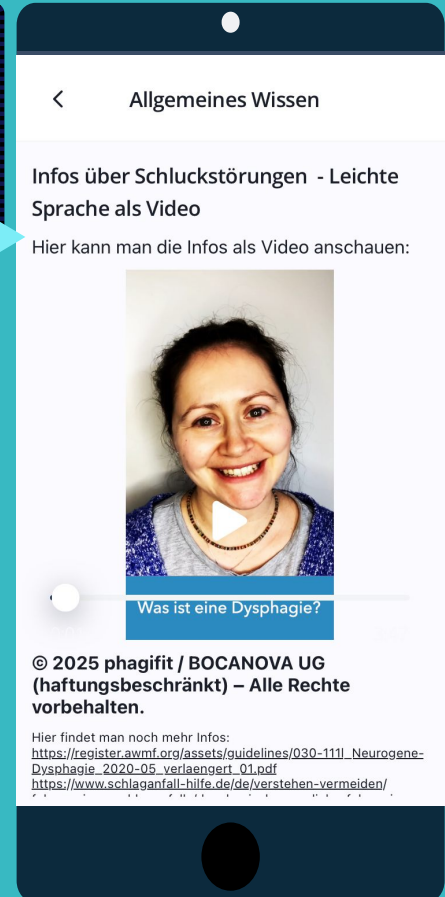 Allgemeines Wissen
Infos über Schluckstörungen - Leichte
Sprache als Video
Hier kann man die Infos als Video anschauen:
Was ist eine Dysphagie?
© 2025 phagifit / BOCANOVA UG
(haftungsbeschränkt) – Alle Rechte
vorbehalten.
Hier findet man noch mehr Infos:
https://register.awmf.org/assets/guidelines/030-111l_Neurogene-
Dysphagie_2020-05_verlaengert_01.pdf
https://www.schlaganfall-hilfe.de/de/verstehen-vermeiden/